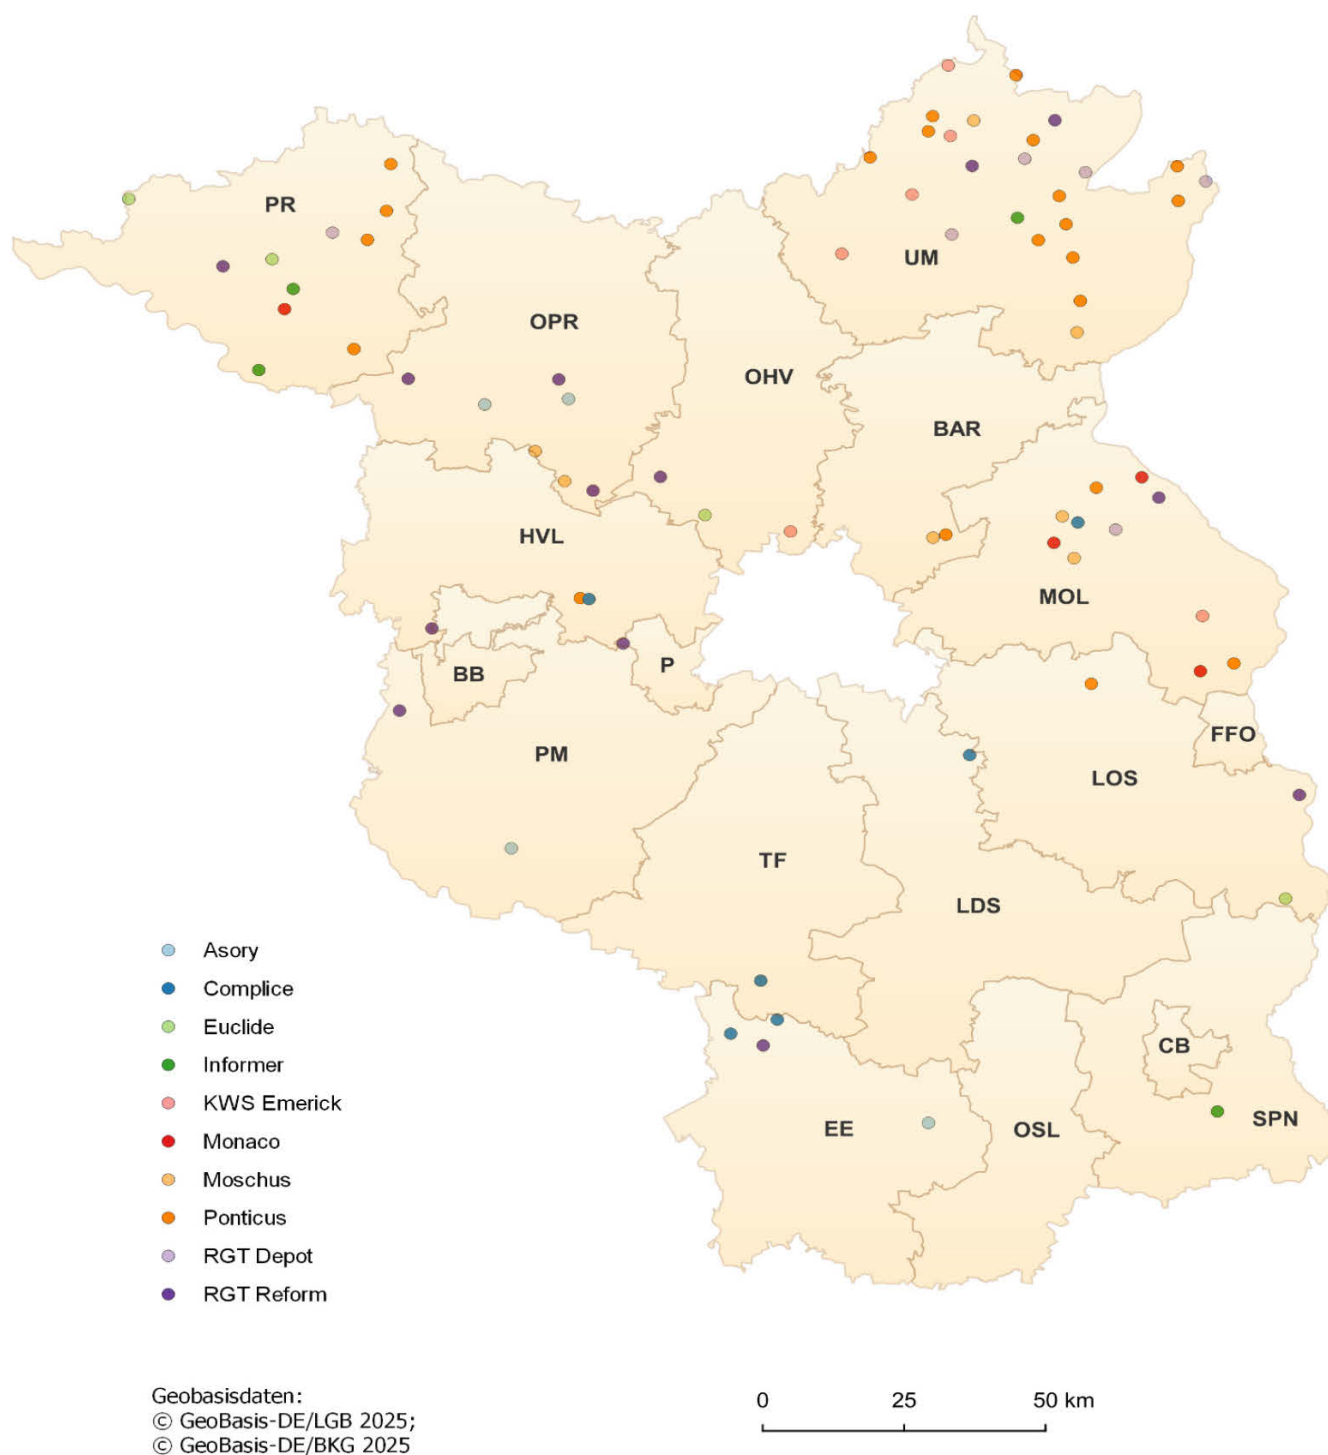 PR
UM
OPR
OHV
BAR
HVL
MOL
BB
P
PM
FFO
LOS
TF
LDS
CB
EE
OSL
SPN
Asory
Complice
Euclide
Informer
KWS Emerick
Monaco
Moschus
Ponticus
RGT Depot
RGT Reform
Geobasisdaten:
© GeoBasis-DE/LGB 2025;
© GeoBasis-DE/BKG 2025
0 25 50 km